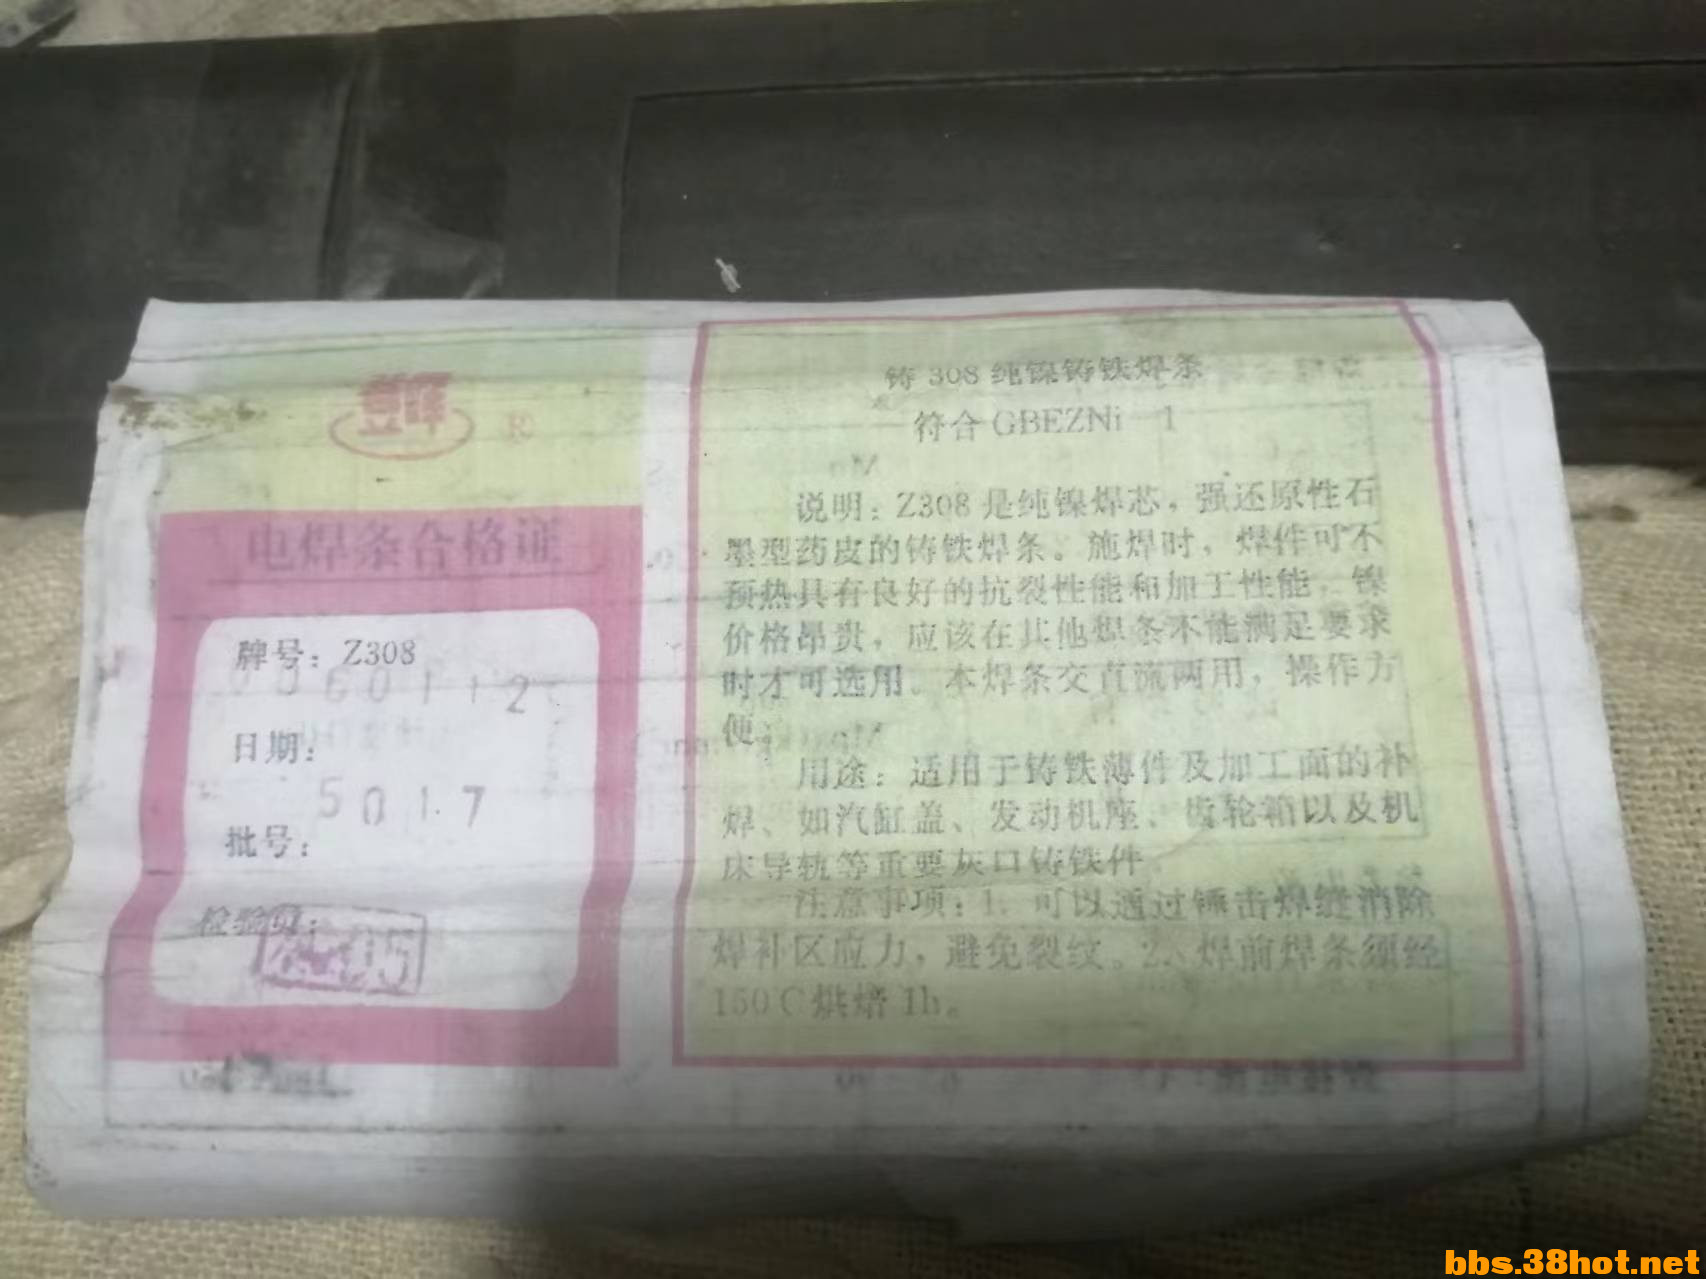 登晖
R
电焊条合格证
牌号：Z308
060112
日期：
5017
批号：
检验员：
05
铸 308 纯镍铸铁焊条
符合 GBEZNi—1
说明：Z308 是纯镍焊芯，强还原性石
墨型药皮的铸铁焊条。施焊时，焊件可不
预热具有良好的抗裂性能和加工性能，镍
价格昂贵，应该在其他焊条不能满足要求
时才可选用。本焊条交直流两用，操作方
便。
用途：适用于铸铁薄件及加工面的补
焊、如汽缸盖、发动机座、齿轮箱以及机
床导轨等重要灰口铸铁件
注意事项：1. 可以通过锤击焊缝消除
焊补区应力，避免裂纹。2、焊前焊条须经
150℃烘焙 1h。
bbs.38hot.net